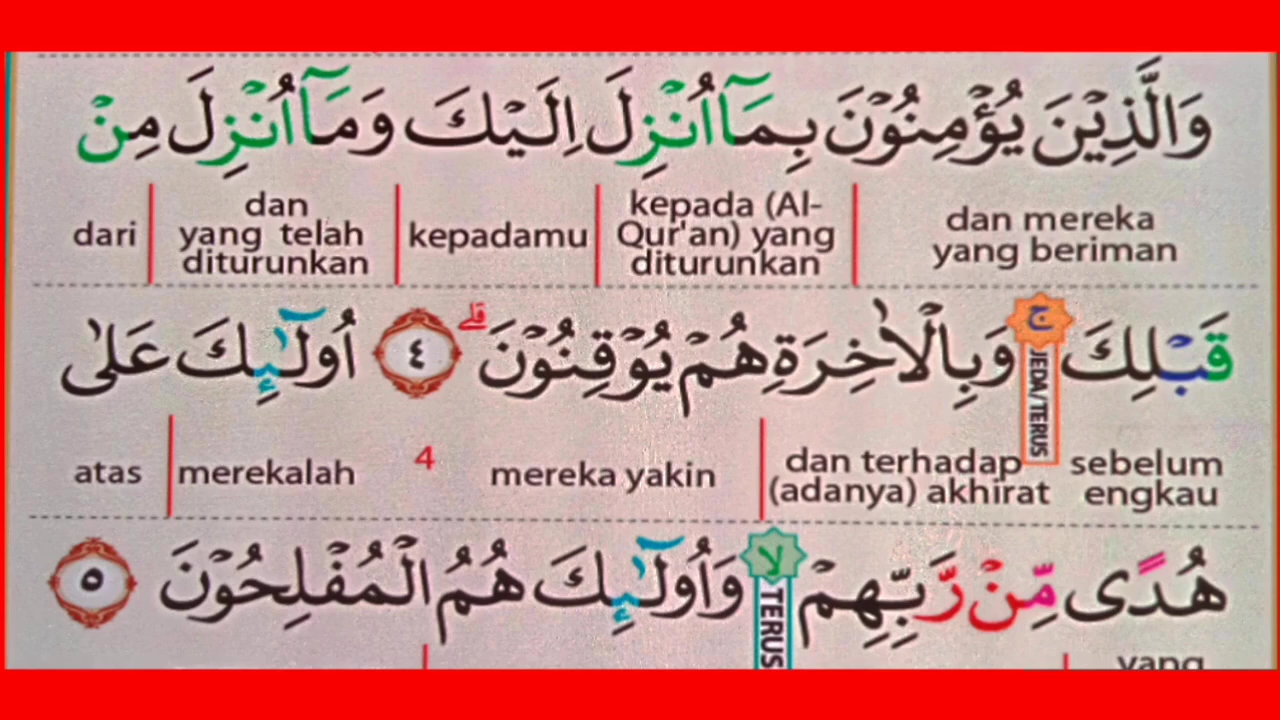 وَالَّذِيْنَ يُؤْمِنُوْنَ بِمَآ اُنْزِلَ اِلَيْكَ وَمَآ اُنْزِلَ مِنْ
dan mereka yang beriman kepada (Al-Qur'an) yang diturunkan kepadamu dan yang telah diturunkan dari
قَبْلِكَ ۚ وَبِالْاٰخِرَةِ هُمْ يُوْقِنُوْنَ ۗ ٤ اُولٰۤىِٕكَ عَلٰى
JEDA/TERUS
sebelum engkau dan terhadap (adanya) akhirat mereka yakin 4 merekalah atas
هُدًى مِّنْ رَّبِّهِمْ ۙ وَاُولٰۤىِٕكَ هُمُ الْمُفْلِحُوْنَ ٥
TERUS
yang